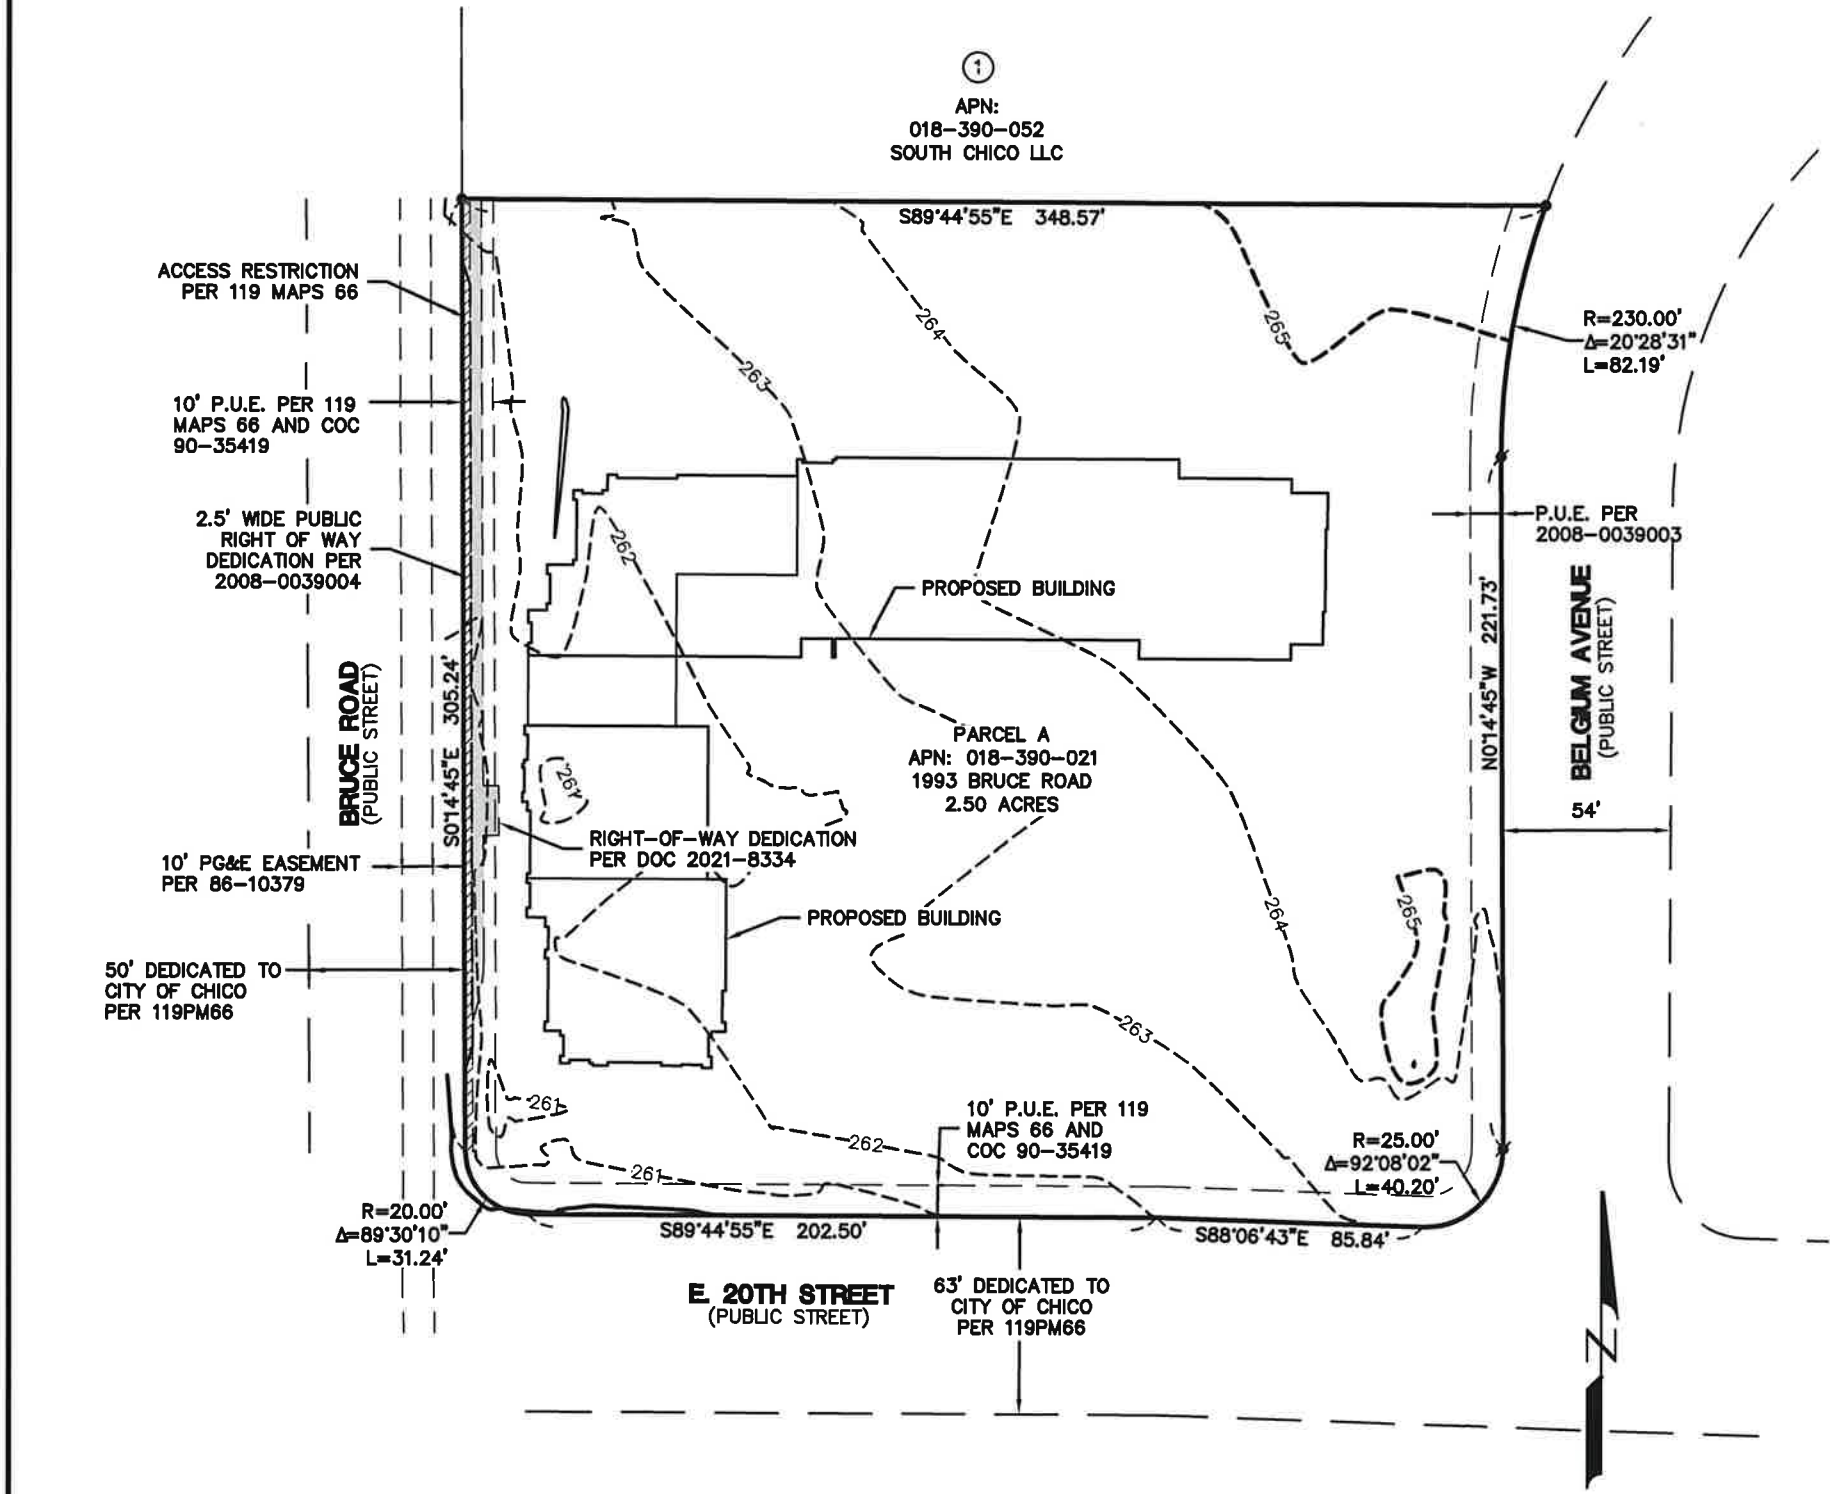 1
APN:
018-390-052
SOUTH CHICO LLC
S89°44'55"E 348.57'
ACCESS RESTRICTION
PER 119 MAPS 66
264
265
R=230.00'
Δ=20°28'31"
L=82.19'
263
10' P.U.E. PER 119
MAPS 66 AND COC
90-35419
2.5' WIDE PUBLIC
RIGHT OF WAY
DEDICATION PER
2008-0039004
262
P.U.E. PER
2008-0039003
PROPOSED BUILDING
BRUCE ROAD
(PUBLIC STREET)
S0°14'45"E 305.24'
N0°14'45"W 221.73'
BELGIUM AVENUE
(PUBLIC STREET)
PARCEL A
APN: 018-390-021
1993 BRUCE ROAD
2.50 ACRES
261
54'
RIGHT-OF-WAY DEDICATION
PER DOC 2021-8334
10' PG&E EASEMENT
PER 86-10379
PROPOSED BUILDING
264
265
50' DEDICATED TO
CITY OF CHICO
PER 119PM66
263
261
10' P.U.E. PER 119
MAPS 66 AND
COC 90-35419
262
R=25.00'
Δ=92°08'02"
L=40.20'
261
R=20.00'
Δ=89°30'10"
L=31.24'
S89°44'55"E 202.50'
S88°06'43"E 85.84'
E. 20TH STREET
(PUBLIC STREET)
63' DEDICATED TO
CITY OF CHICO
PER 119PM66
N